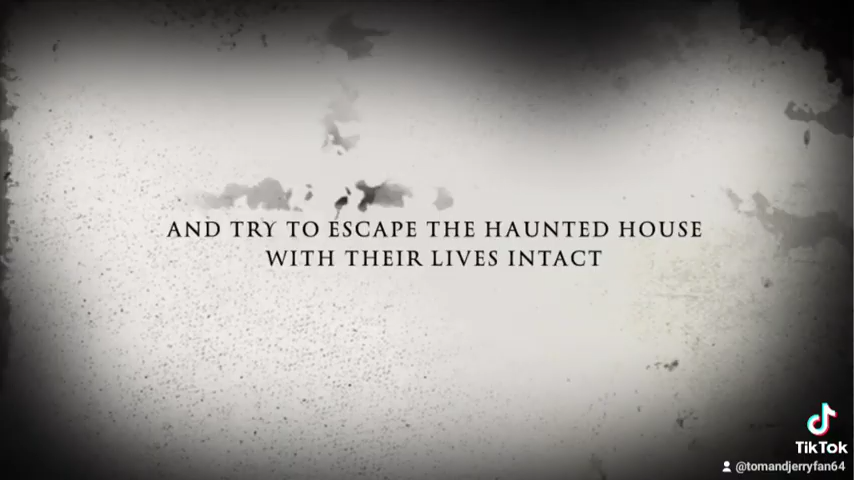 AND TRY TO ESCAPE THE HAUNTED HOUSE
WITH THEIR LIVES INTACT
TikTok
@tomandjerryfan64